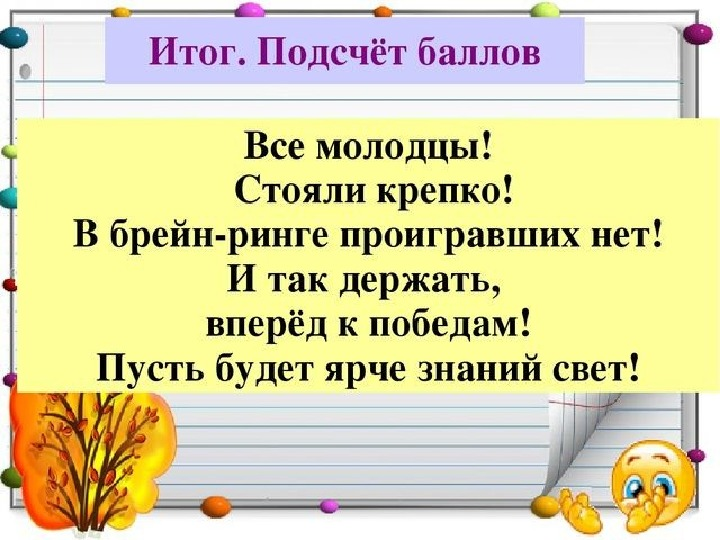 Итог. Подсчёт баллов
Все молодцы!
Стояли крепко!
В брейн-ринге проигравших нет!
И так держать,
вперёд к победам!
Пусть будет ярче знаний свет!